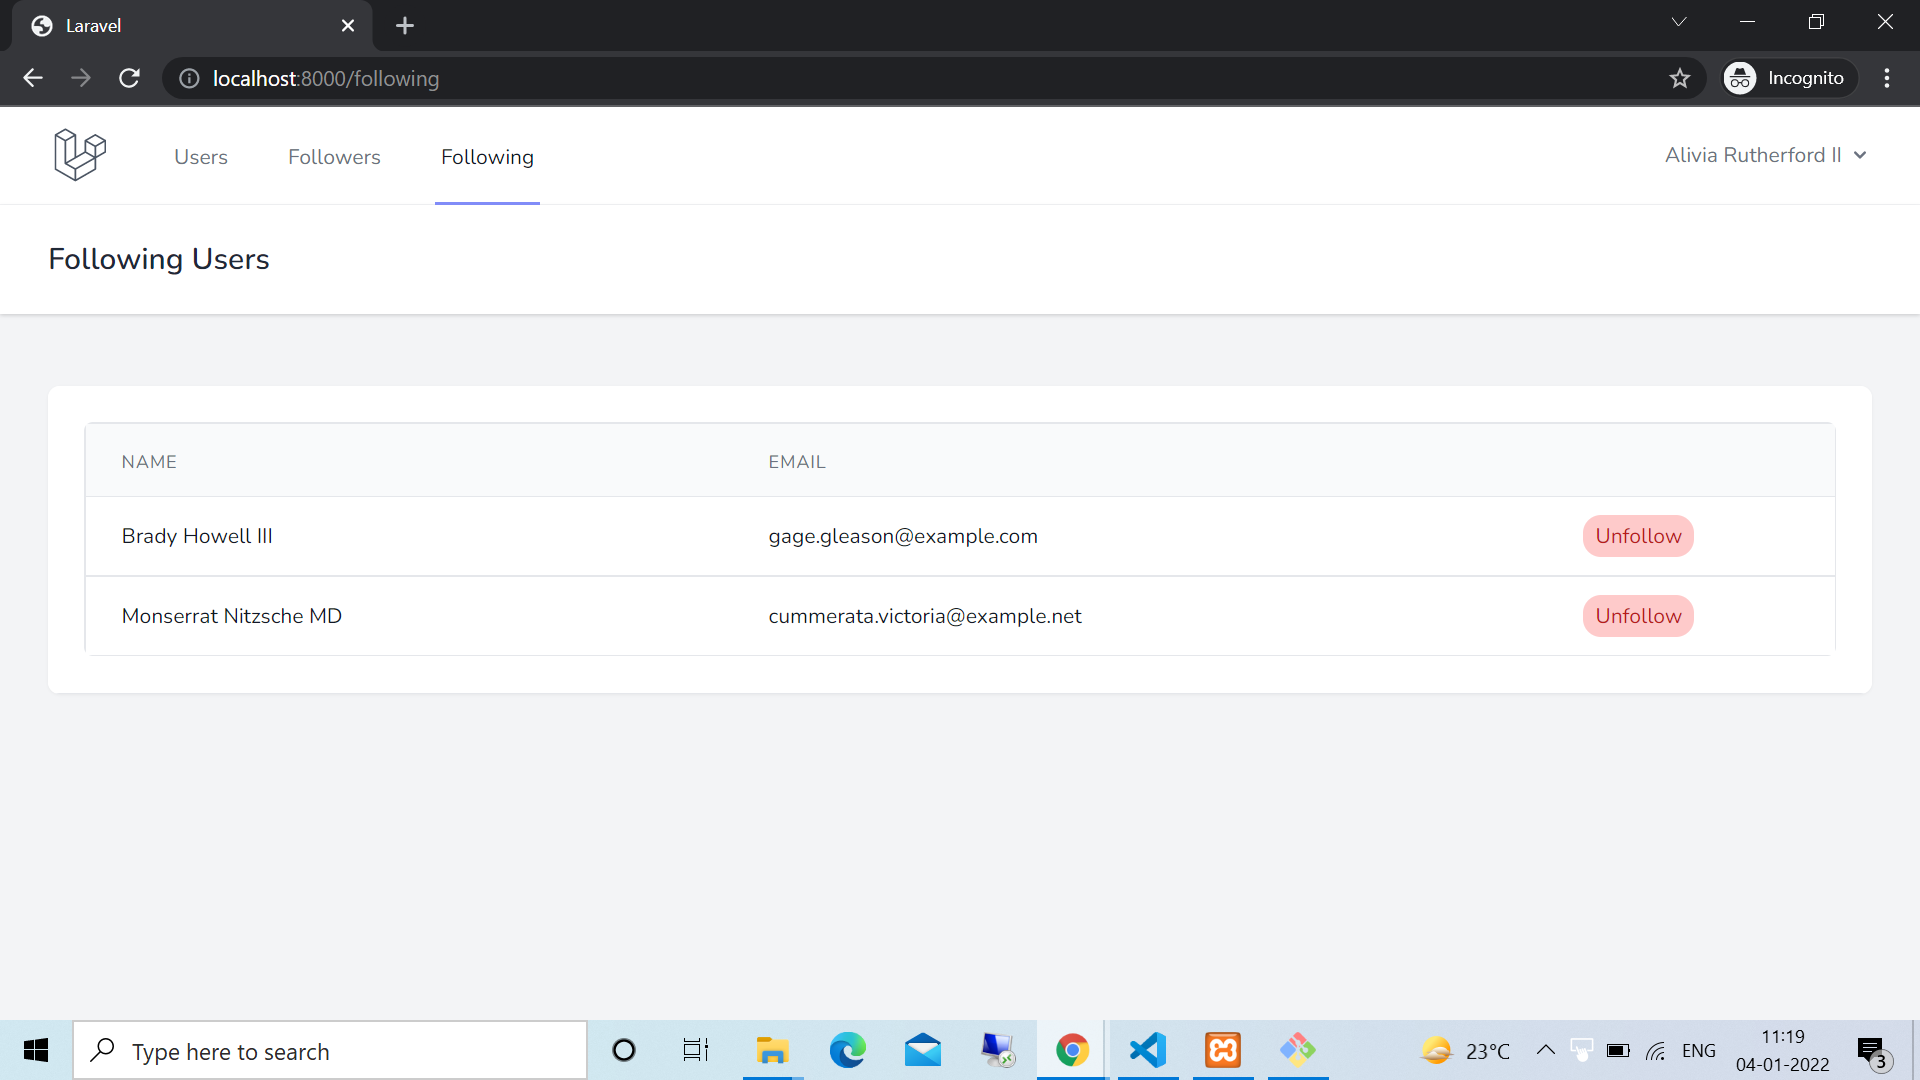 Laravel
localhost:8000/following
Incognito
Users
Followers
Following
Alivia Rutherford II
Following Users
NAME
EMAIL
Brady Howell III
gage.gleason@example.com
Unfollow
Monserrat Nitzsche MD
cummerata.victoria@example.net
Unfollow
Type here to search
23°C
ENG
11:19
04-01-2022
3